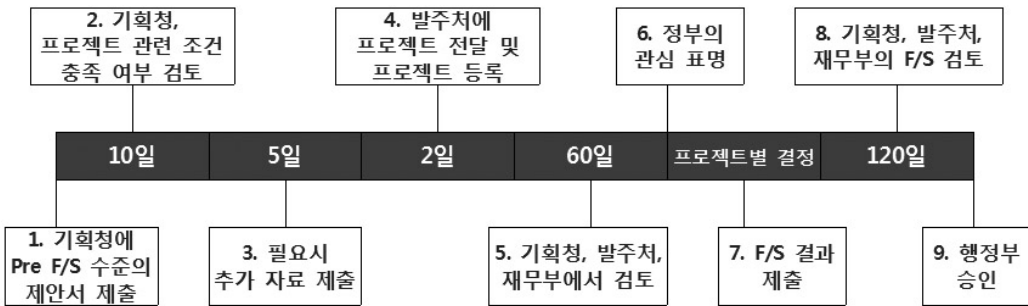 2. 기획청,
프로젝트 관련 조건
충족 여부 검토
4. 발주처에
프로젝트 전달 및
프로젝트 등록
6. 정부의
관심 표명
8. 기획청, 발주처,
재무부의 F/S 검토
10일
5일
2일
60일
프로젝트별 결정
120일
1. 기획청에
Pre F/S 수준의
제안서 제출
3. 필요시
추가 자료 제출
5. 기획청, 발주처,
재무부에서 검토
7. F/S 결과
제출
9. 행정부
승인